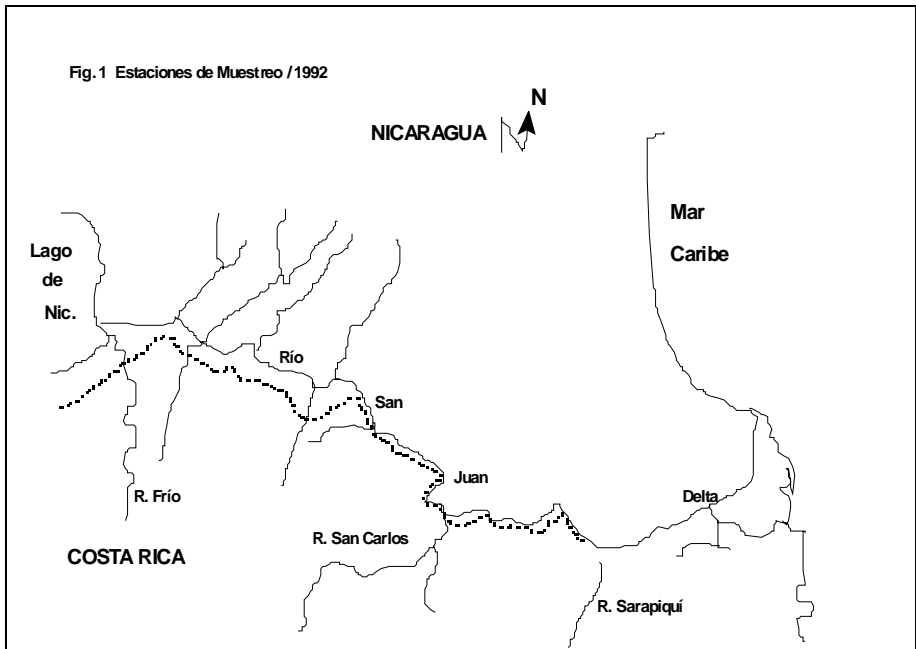 Fig. 1 Estaciones de Muestreo / 1992
N
NICARAGUA
Mar
Caribe
Lago
de
Nic.
Río
San
Juan
Delta
R. Frío
R. San Carlos
COSTA RICA
R. Sarapiquí